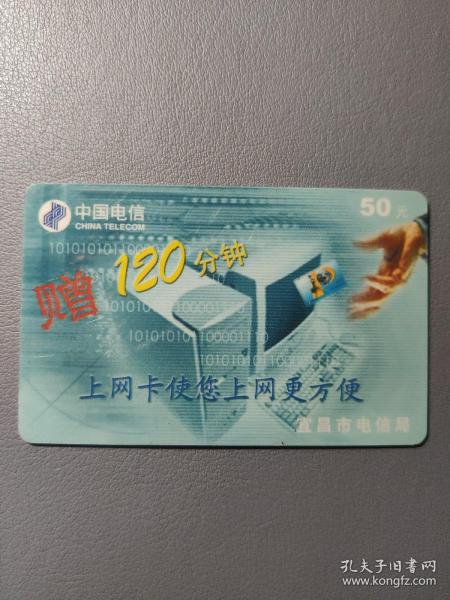 中国电信
CHINA TELECOM
50元
1010101011000
赠120分钟
上网卡使您上网更方便
宜昌市电信局
孔夫子旧书网
www.kongfz.com